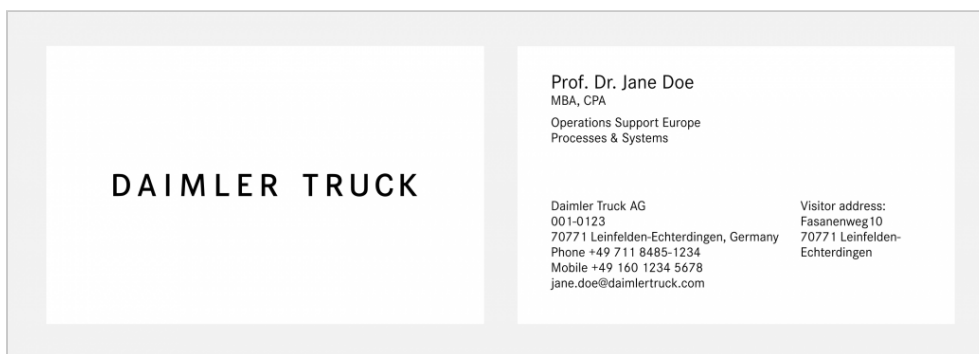 DAIMLER TRUCK
Prof. Dr. Jane Doe
MBA, CPA
Operations Support Europe
Processes & Systems
Daimler Truck AG
001-0123
70771 Leinfelden-Echterdingen, Germany
Phone +49 711 8485-1234
Mobile +49 160 1234 5678
jane.doe@daimlertruck.com
Visitor address:
Fasanenweg10
70771 Leinfelden-
Echterdingen